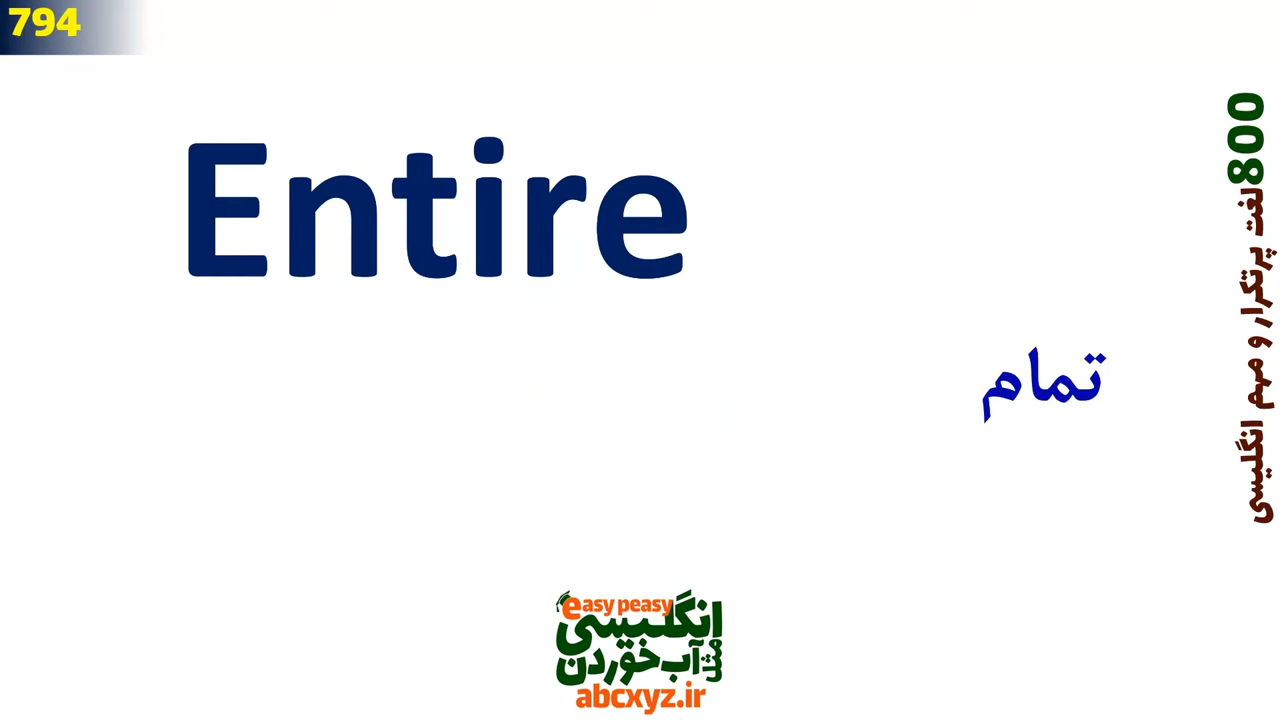 794
Entire
تمام
800 لغت پرتکرار و مهم انگلیسی
easy peasy
انگلیسی
مثل آب خوردن
abcxyz.ir